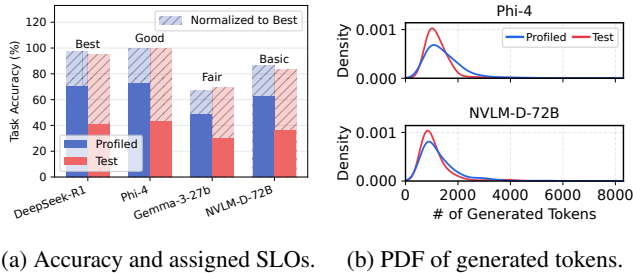 Task Accuracy (%)
120
100
80
60
40
20
0
Normalized to Best
Best
Good
Fair
Basic
Profiled
Test
DeepSeek-R1
Phi-4
Gemma-3-27b
NVLM-D-72B
(a) Accuracy and assigned SLOs.
Phi-4
Density
0.001
0.000
Profiled
Test
NVLM-D-72B
Density
0.001
0.000
0
2000
4000
6000
8000
# of Generated Tokens
(b) PDF of generated tokens.